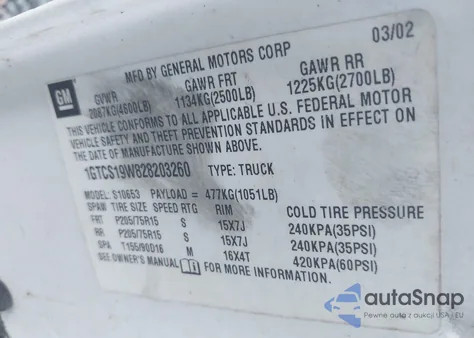 03/02
MFD BY GENERAL MOTORS CORP
GM
GVWR GAWR FRT GAWR RR
2087KG(4600LB) 1134KG(2500LB) 1225KG(2700LB)
THIS VEHICLE CONFORMS TO ALL APPLICABLE U.S. FEDERAL MOTOR
VEHICLE SAFETY AND THEFT PREVENTION STANDARDS IN EFFECT ON
THE DATE OF MANUFACTURE SHOWN ABOVE.
1GTCS19W828203260 TYPE: TRUCK
MODEL: S10653 PAYLOAD = 477KG(1051LB)
SPAW TIRE SIZE SPEED RTG RIM COLD TIRE PRESSURE
FRT P205/75R15 S 15X7J 240KPA(35PSI)
RR P205/75R15 S 15X7J 240KPA(35PSI)
SPA T155/90D16 M 16X4T 420KPA(60PSI)
SEE OWNER'S MANUAL FOR MORE INFORMATION.
autoSnap
Pewne auto z aukcji USA - EU